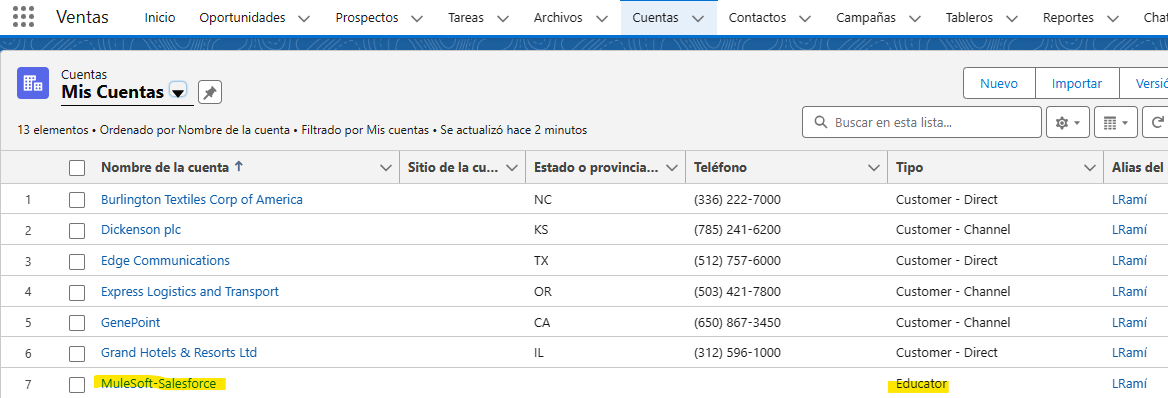 Ventas Inicio Oportunidades Prospectos Tareas Archivos Cuentas Contactos Campañas Tableros Reportes Chat
Cuentas
Mis Cuentas
Nuevo Importar Versió
13 elementos • Ordenado por Nombre de la cuenta • Filtrado por Mis cuentas • Se actualizó hace 2 minutos
Buscar en esta lista...
Nombre de la cuenta ↑ Sitio de la cu... Estado o provincia... Teléfono Tipo Alias del
1 Burlington Textiles Corp of America NC (336) 222-7000 Customer - Direct LRamí
2 Dickenson plc KS (785) 241-6200 Customer - Channel LRamí
3 Edge Communications TX (512) 757-6000 Customer - Direct LRamí
4 Express Logistics and Transport OR (503) 421-7800 Customer - Channel LRamí
5 GenePoint CA (650) 867-3450 Customer - Channel LRamí
6 Grand Hotels & Resorts Ltd IL (312) 596-1000 Customer - Direct LRamí
7 MuleSoft-Salesforce Educator LRamí